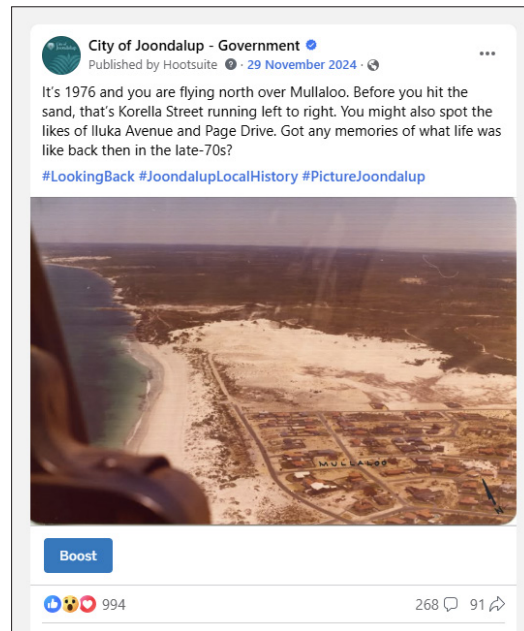 City of Joondalup - Government
Published by Hootsuite · 29 November 2024 ·
It's 1976 and you are flying north over Mullaloo. Before you hit the
sand, that's Korella Street running left to right. You might also spot the
likes of Iluka Avenue and Page Drive. Got any memories of what life was
like back then in the late-70s?
#LookingBack #JoondalupLocalHistory #PictureJoondalup
MULLALOO
Boost
994
268
91